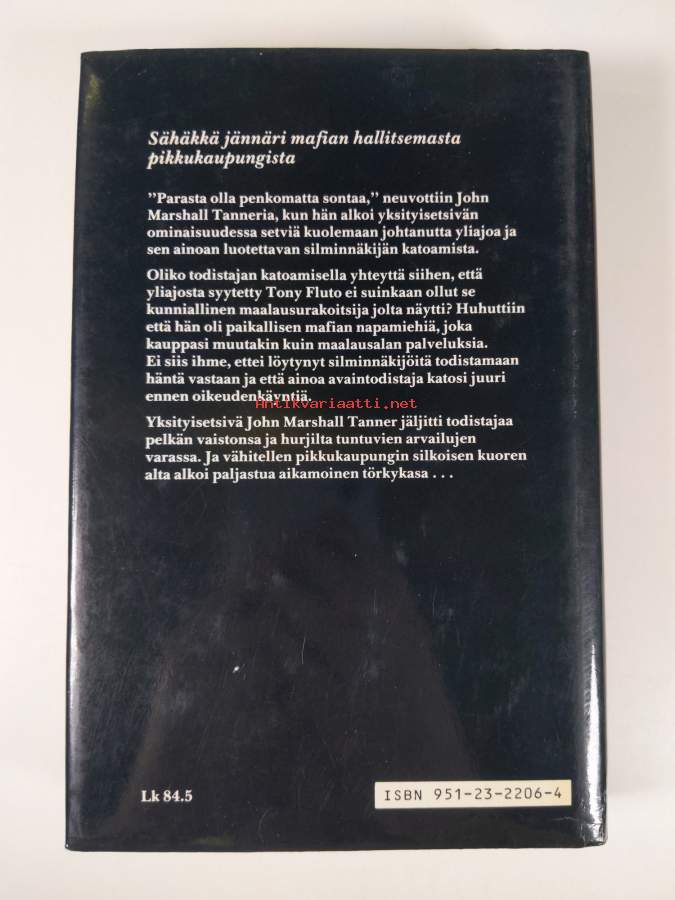 Sähäkkä jännäri mafian hallitsemasta
pikkukaupungista
”Parasta olla penkomatta sontaa,” neuvottiin John
Marshall Tanneria, kun hän alkoi yksityisetsivän
ominaisuudessa setviä kuolemaan johtanutta yliajoa ja
sen ainoan luotettavan silminnäkijän katoamista.
Oliko todistajan katoamisella yhteyttä siihen, että
yliajosta syytetty Tony Fluto ei suinkaan ollut se
kunniallinen maalausurakoitsija jolta näytti? Huhuttiin
että hän oli paikallisen mafian napamiehiä, joka
kauppasi muutakin kuin maalausalan palveluksia.
Ei siis ihme, ettei löytynyt silminnäkijöitä todistamaan
häntä vastaan ja että ainoa avaintodistaja katosi juuri
ennen oikeudenkäyntiä.
Antikvariaatti.net
Yksityisetsivä John Marshall Tanner jäljitti todistajaa
pelkän vaistonsa ja hurjilta tuntuvien arvailujen
varassa. Ja vähitellen pikkukaupungin silkoisen kuoren
alta alkoi paljastua aikamoinen törkykasa . . .
Lk 84.5
ISBN 951-23-2206-4